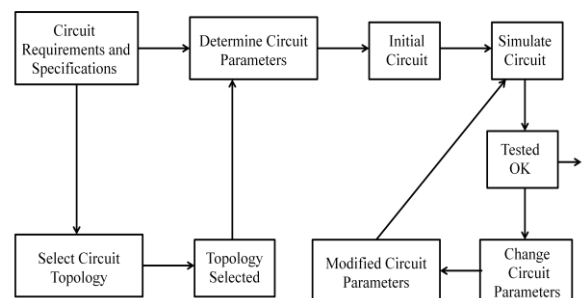 Circuit
Requirements and
Specifications
Determine Circuit
Parameters
Initial
Circuit
Simulate
Circuit
Tested
OK
Select Circuit
Topology
Topology
Selected
Modified Circuit
Parameters
Change
Circuit
Parameters